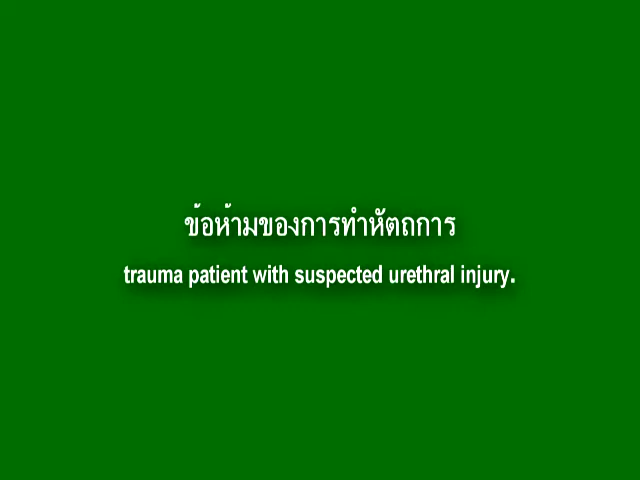 ข้อห้ามของการทำหัตถการ
trauma patient with suspected urethral injury.